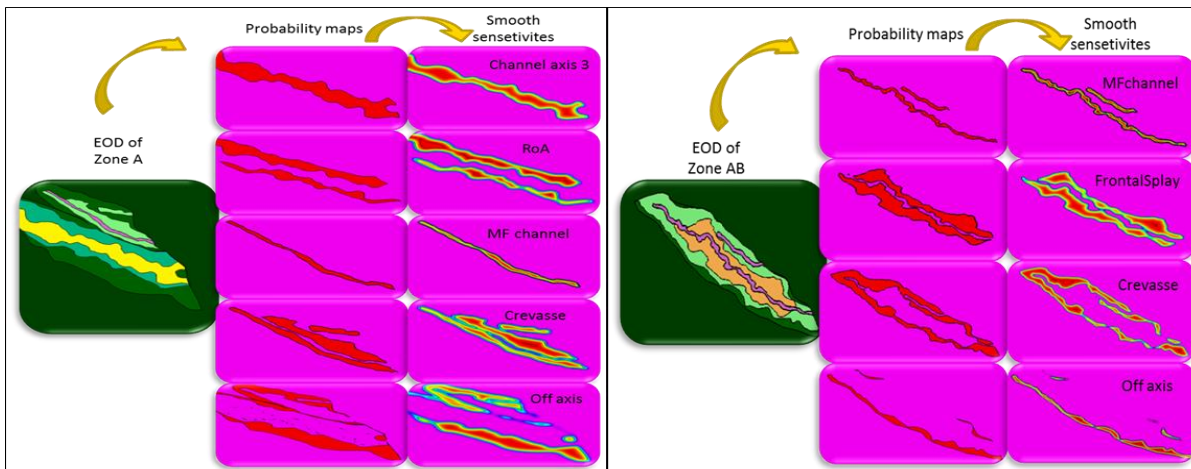 Probability maps
Smooth
sensetivites
EOD of
Zone A
Channel axis 3
RoA
MF channel
Crevasse
Off axis
Probability maps
Smooth
sensetivites
EOD of
Zone AB
MFchannel
FrontalSplay
Crevasse
Off axis